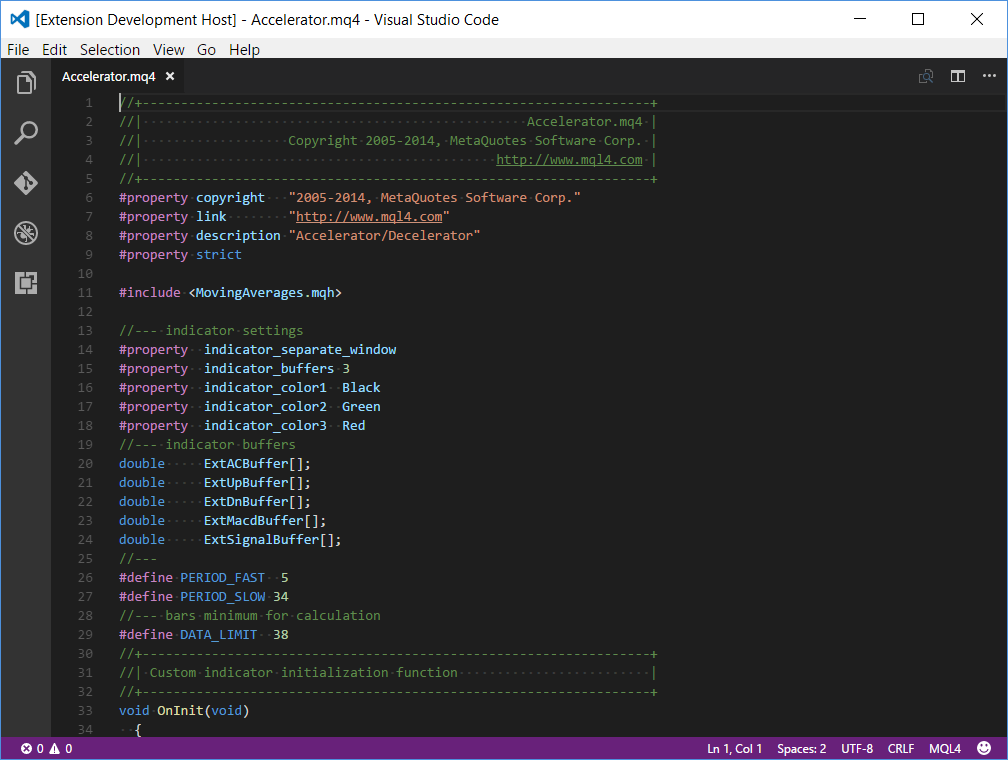 [Extension Development Host] - Accelerator.mq4 - Visual Studio Code
File Edit Selection View Go Help
Accelerator.mq4 ×
1 //+------------------------------------------------------------------+
2 //|                                                  Accelerator.mq4 |
3 //|                   Copyright 2005-2014, MetaQuotes Software Corp. |
4 //|                                              http://www.mql4.com |
5 //+------------------------------------------------------------------+
6 #property copyright   "2005-2014, MetaQuotes Software Corp."
7 #property link        "http://www.mql4.com"
8 #property description "Accelerator/Decelerator"
9 #property strict
10
11 #include <MovingAverages.mqh>
12
13 //--- indicator settings
14 #property  indicator_separate_window
15 #property  indicator_buffers 3
16 #property  indicator_color1  Black
17 #property  indicator_color2  Green
18 #property  indicator_color3  Red
19 //--- indicator buffers
20 double     ExtACBuffer[];
21 double     ExtUpBuffer[];
22 double     ExtDnBuffer[];
23 double     ExtMacdBuffer[];
24 double     ExtSignalBuffer[];
25 //---
26 #define PERIOD_FAST  5
27 #define PERIOD_SLOW 34
28 //--- bars minimum for calculation
29 #define DATA_LIMIT  38
30 //+------------------------------------------------------------------+
31 //| Custom indicator initialization function                         |
32 //+------------------------------------------------------------------+
33 void OnInit(void)
34   {
0 0 Ln 1, Col 1 Spaces: 2 UTF-8 CRLF MQL4